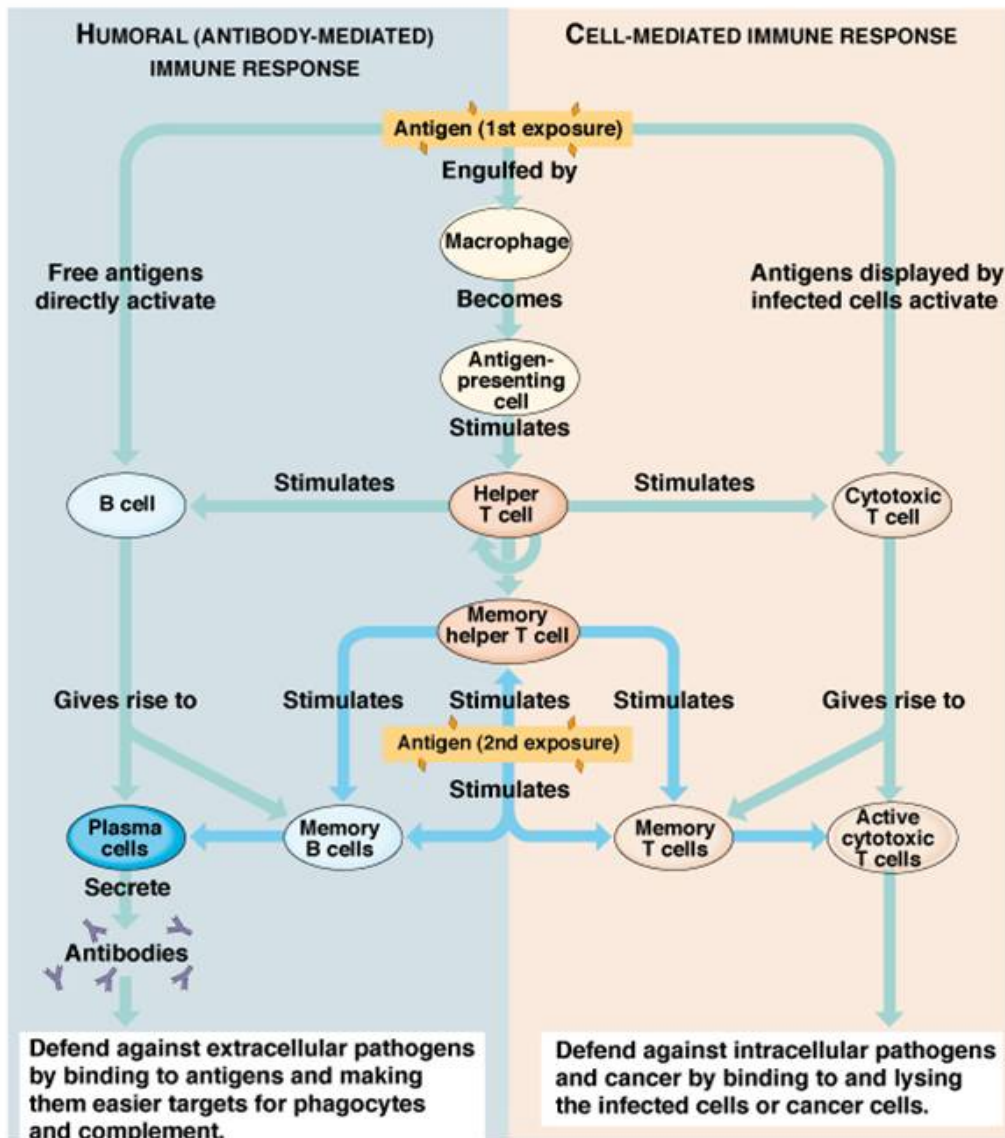 HUMORAL (ANTIBODY-MEDIATED)
IMMUNE RESPONSE
CELL-MEDIATED IMMUNE RESPONSE
Antigen (1st exposure)
Engulfed by
Macrophage
Free antigens
directly activate
Becomes
Antigens displayed by
infected cells activate
Antigen-
presenting
cell
Stimulates
B cell
Stimulates
Helper
T cell
Stimulates
Cytotoxic
T cell
Memory
helper T cell
Gives rise to
Stimulates
Stimulates
Stimulates
Gives rise to
Antigen (2nd exposure)
Stimulates
Plasma
cells
Memory
B cells
Memory
T cells
Active
cytotoxic
T cells
Secrete
Antibodies
Defend against extracellular pathogens
by binding to antigens and making
them easier targets for phagocytes
and complement.
Defend against intracellular pathogens
and cancer by binding to and lysing
the infected cells or cancer cells.